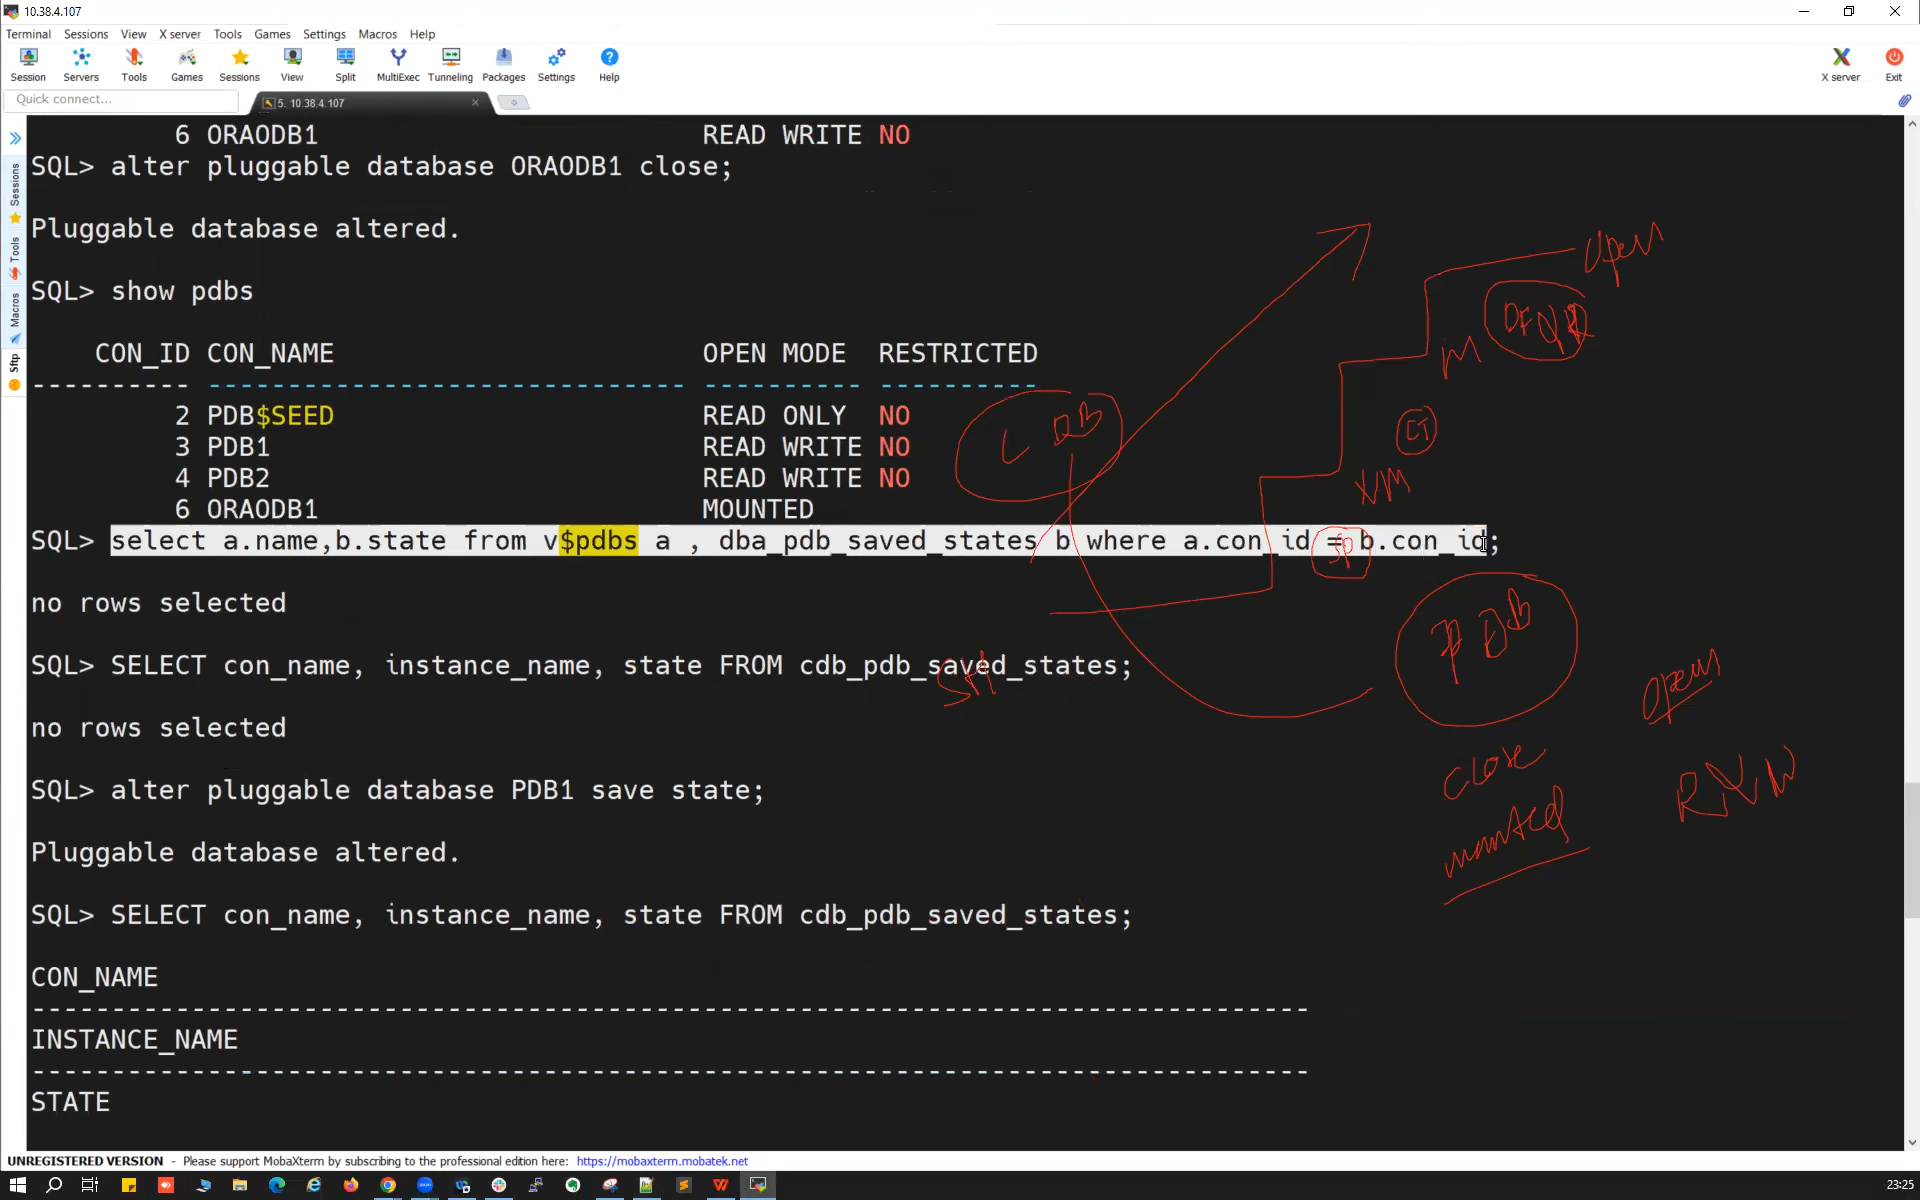 10.38.4.107
Terminal Sessions View X server Tools Games Settings Macros Help
Session Servers Tools Games Sessions View Split MultiExec Tunneling Packages Settings Help X server Exit
Quick connect... 5. 10.38.4.107
Sessions
Tools
Macros
Sftp
6 ORAODB1 READ WRITE NO
SQL> alter pluggable database ORAODB1 close;
Pluggable database altered.
SQL> show pdbs
CON_ID CON_NAME OPEN MODE RESTRICTED
---------- ------------------------------ ---------- ----------
2 PDB$SEED READ ONLY NO
3 PDB1 READ WRITE NO
4 PDB2 READ WRITE NO
6 ORAODB1 MOUNTED
SQL> select a.name,b.state from v$pdbs a , dba_pdb_saved_states b where a.con_id = b.con_id;
no rows selected
SQL> SELECT con_name, instance_name, state FROM cdb_pdb_saved_states;
no rows selected
SQL> alter pluggable database PDB1 save state;
Pluggable database altered.
SQL> SELECT con_name, instance_name, state FROM cdb_pdb_saved_states;
CON_NAME
--------------------------------------------------------------------------------
INSTANCE_NAME
--------------------------------------------------------------------------------
STATE
open
M
CDB
NM
SP
PDB
open
close
mounted
UNREGISTERED VERSION - Please support MobaXterm by subscribing to the professional edition here: https://mobaxterm.mobatek.net
23:25